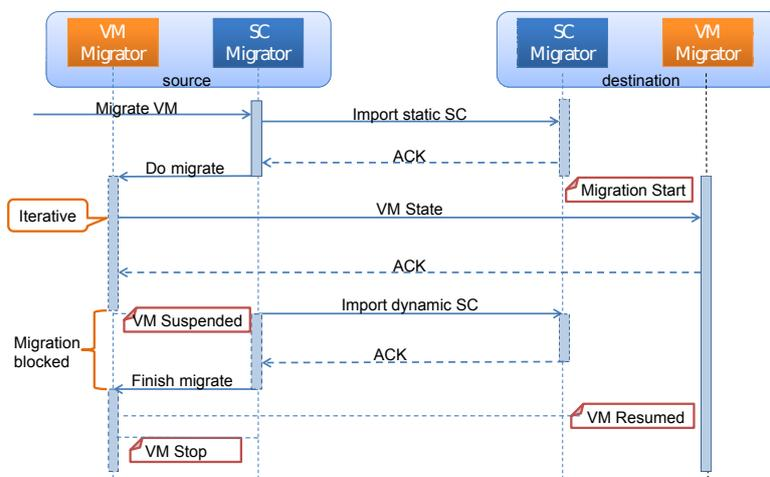 VM
Migrator
SC
Migrator
SC
Migrator
VM
Migrator
source
destination
Migrate VM
Import static SC
ACK
Do migrate
Migration Start
Iterative
VM State
ACK
Import dynamic SC
VM Suspended
Migration
blocked
ACK
Finish migrate
VM Resumed
VM Stop